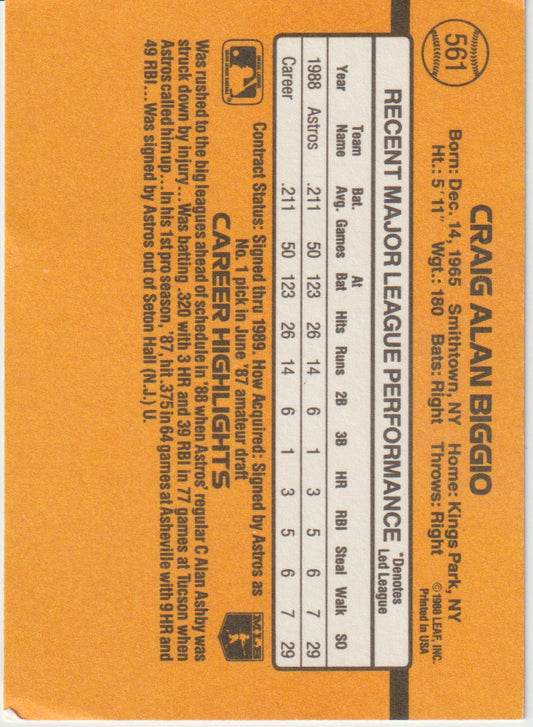 561
CRAIG ALAN BIGGIO
Born: Dec. 14, 1965 Smithtown, NY Home: Kings Park, NY
Ht.: 5'11" Wgt.: 180 Bats: Right Throws: Right
©1988 LEAF, INC.
Printed in USA
RECENT MAJOR LEAGUE PERFORMANCE
*Denotes
Led League
Year Team Name Bat. Avg. Games At Bat Hits Runs 2B 3B HR RBI Steal Walk SO
1988 Astros .211 50 123 26 14 6 1 3 5 6 7 29
Career .211 50 123 26 14 6 1 3 5 6 7 29
Contract Status: Signed thru 1989. How Acquired: Signed by Astros as
No. 1 pick in June '87 amateur draft
CAREER HIGHLIGHTS
MLB
Was rushed to the big leagues ahead of schedule in '88 when Astros' regular C Alan Ashby was
struck down by injury... Was batting .320 with 3 HR and 39 RBI in 77 games at Tucson when
Astros called him up... In his 1st pro season, '87, hit .375 in 64 games at Asheville with 9 HR and
49 RBI... Was signed by Astros out of Seton Hall (N.J.) U.